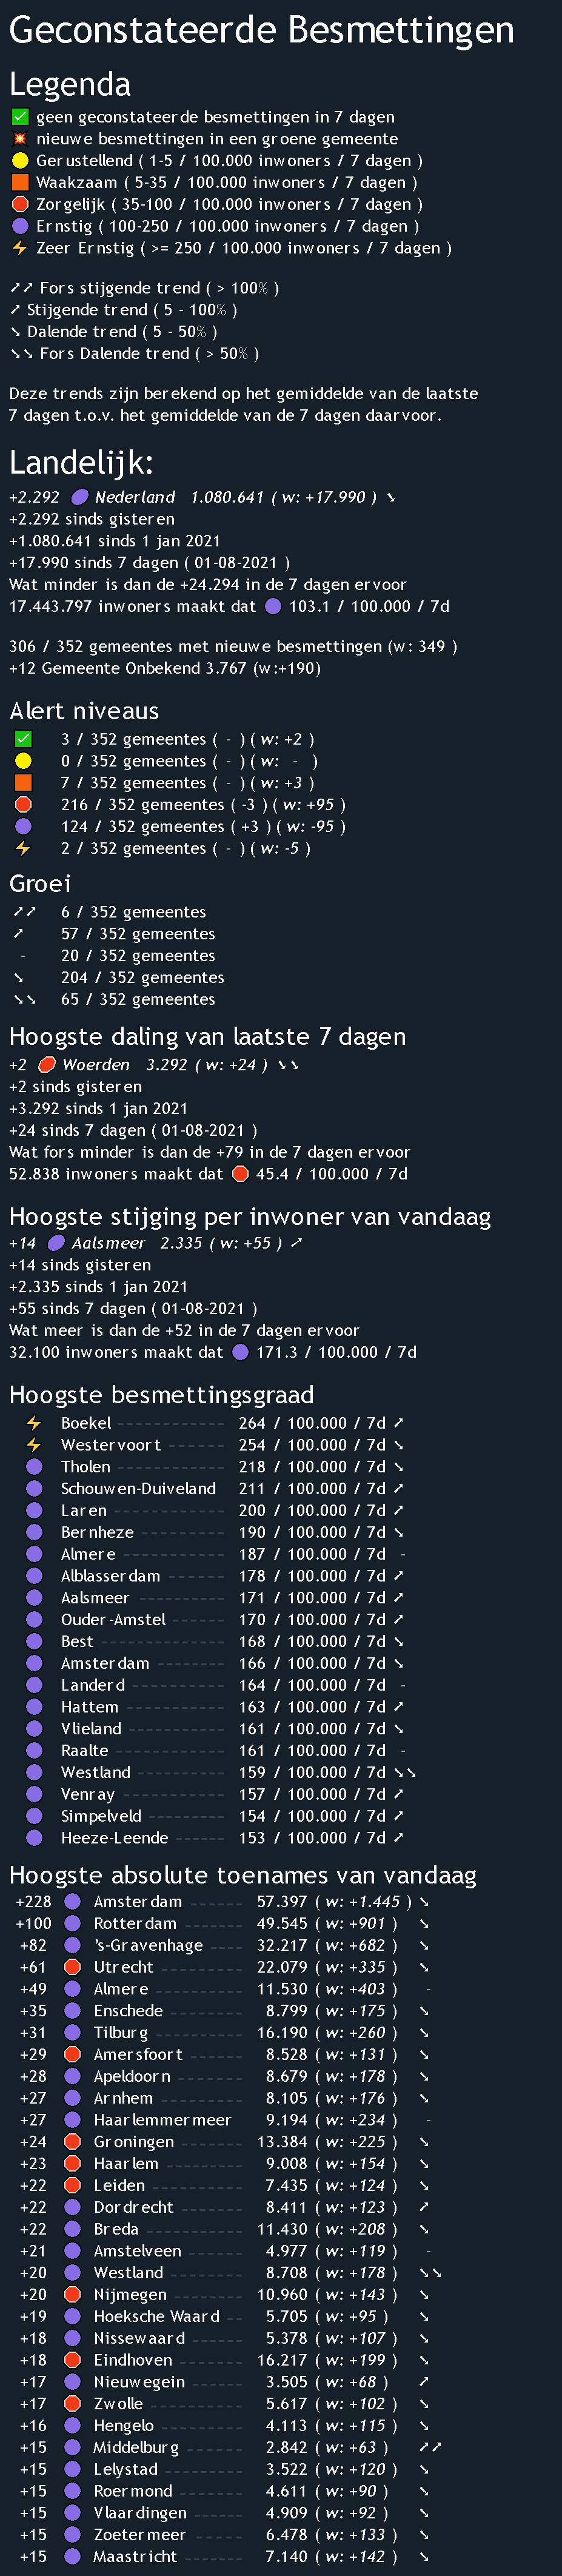 Geconstateerde Besmettingen
Legenda
✅ geen geconstateerde besmettingen in 7 dagen
💥 nieuwe besmettingen in een groene gemeente
🟡 Gerustellend ( 1-5 / 100.000 inwoners / 7 dagen )
🟧 Waakzaam ( 5-35 / 100.000 inwoners / 7 dagen )
🛑 Zorgelijk ( 35-100 / 100.000 inwoners / 7 dagen )
🟣 Ernstig ( 100-250 / 100.000 inwoners / 7 dagen )
⚡ Zeer Ernstig ( >= 250 / 100.000 inwoners / 7 dagen )
➚➚ Fors stijgende trend ( > 100% )
➚ Stijgende trend ( 5 - 100% )
➘ Dalende trend ( 5 - 50% )
➘➘ Fors Dalende trend ( > 50% )
Deze trends zijn berekend op het gemiddelde van de laatste
7 dagen t.o.v. het gemiddelde van de 7 dagen daarvoor.
Landelijk:
+2.292 🟣 Nederland 1.080.641 ( w: +17.990 ) ➘
+2.292 sinds gisteren
+1.080.641 sinds 1 jan 2021
+17.990 sinds 7 dagen ( 01-08-2021 )
Wat minder is dan de +24.294 in de 7 dagen ervoor
17.443.797 inwoners maakt dat 🟣 103.1 / 100.000 / 7d
306 / 352 gemeentes met nieuwe besmettingen (w: 349 )
+12 Gemeente Onbekend 3.767 (w:+190)
Alert niveaus
✅ 3 / 352 gemeentes ( - ) ( w: +2 )
🟡 0 / 352 gemeentes ( - ) ( w: - )
🟧 7 / 352 gemeentes ( - ) ( w: +3 )
🛑 216 / 352 gemeentes ( -3 ) ( w: +95 )
🟣 124 / 352 gemeentes ( +3 ) ( w: -95 )
⚡ 2 / 352 gemeentes ( - ) ( w: -5 )
Groei
➚➚ 6 / 352 gemeentes
➚ 57 / 352 gemeentes
- 20 / 352 gemeentes
➘ 204 / 352 gemeentes
➘➘ 65 / 352 gemeentes
Hoogste daling van laatste 7 dagen
+2 🛑 Woerden 3.292 ( w: +24 ) ➘➘
+2 sinds gisteren
+3.292 sinds 1 jan 2021
+24 sinds 7 dagen ( 01-08-2021 )
Wat fors minder is dan de +79 in de 7 dagen ervoor
52.838 inwoners maakt dat 🛑 45.4 / 100.000 / 7d
Hoogste stijging per inwoner van vandaag
+14 🟣 Aalsmeer 2.335 ( w: +55 ) ➚
+14 sinds gisteren
+2.335 sinds 1 jan 2021
+55 sinds 7 dagen ( 01-08-2021 )
Wat meer is dan de +52 in de 7 dagen ervoor
32.100 inwoners maakt dat 🟣 171.3 / 100.000 / 7d
Hoogste besmettingsgraad
⚡ Boekel ----------- 264 / 100.000 / 7d ➚
⚡ Westervoort ------- 254 / 100.000 / 7d ➘
🟣 Tholen ----------- 218 / 100.000 / 7d ➘
🟣 Schouwen-Duiveland 211 / 100.000 / 7d ➚
🟣 Laren ------------ 200 / 100.000 / 7d ➚
🟣 Bernheze --------- 190 / 100.000 / 7d ➘
🟣 Almere ----------- 187 / 100.000 / 7d -
🟣 Alblasserdam ------ 178 / 100.000 / 7d ➚
🟣 Aalsmeer --------- 171 / 100.000 / 7d ➚
🟣 Ouder-Amstel ------ 170 / 100.000 / 7d ➚
🟣 Best ------------- 168 / 100.000 / 7d ➘
🟣 Amsterdam -------- 166 / 100.000 / 7d ➘
🟣 Landerd ---------- 164 / 100.000 / 7d -
🟣 Hattem ----------- 163 / 100.000 / 7d ➚
🟣 Vlieland ---------- 161 / 100.000 / 7d ➘
🟣 Raalte ----------- 161 / 100.000 / 7d -
🟣 Westland --------- 159 / 100.000 / 7d ➘➘
🟣 Venray ----------- 157 / 100.000 / 7d ➚
🟣 Simpelveld -------- 154 / 100.000 / 7d ➚
🟣 Heeze-Leende ------ 153 / 100.000 / 7d ➚
Hoogste absolute toenames van vandaag
+228 🟣 Amsterdam ------ 57.397 ( w: +1.445 ) ➘
+100 🟣 Rotterdam ------- 49.545 ( w: +901 ) ➘
+82 🟣 's-Gravenhage ---- 32.217 ( w: +682 ) ➘
+61 🛑 Utrecht --------- 22.079 ( w: +335 ) ➘
+49 🟣 Almere --------- 11.530 ( w: +403 ) -
+35 🟣 Enschede ------- 8.799 ( w: +175 ) ➘
+31 🟣 Tilburg --------- 16.190 ( w: +260 ) ➘
+29 🛑 Amersfoort ------ 8.528 ( w: +131 ) ➘
+28 🟣 Apeldoorn ------- 8.679 ( w: +178 ) ➘
+27 🟣 Arnhem --------- 8.105 ( w: +176 ) ➘
+27 🟣 Haarlemmermeer 9.194 ( w: +234 ) -
+24 🛑 Groningen ------- 13.384 ( w: +225 ) ➘
+23 🛑 Haarlem -------- 9.008 ( w: +154 ) ➘
+22 🛑 Leiden ---------- 7.435 ( w: +124 ) ➘
+22 🟣 Dordrecht ------- 8.411 ( w: +123 ) ➚
+22 🟣 Breda ---------- 11.430 ( w: +208 ) ➘
+21 🟣 Amstelveen ------ 4.977 ( w: +119 ) -
+20 🟣 Westland -------- 8.708 ( w: +178 ) ➘➘
+20 🛑 Nijmegen ------- 10.960 ( w: +143 ) ➘
+19 🟣 Hoeksche Waard -- 5.705 ( w: +95 ) ➘
+18 🟣 Nissewaard ------ 5.378 ( w: +107 ) ➘
+18 🛑 Eindhoven ------- 16.217 ( w: +199 ) ➘
+17 🟣 Nieuwegein ------ 3.505 ( w: +68 ) ➚
+17 🛑 Zwolle ---------- 5.617 ( w: +102 ) ➘
+16 🟣 Hengelo --------- 4.113 ( w: +115 ) ➘
+15 🟣 Middelburg ------ 2.842 ( w: +63 ) ➚➚
+15 🟣 Lelystad -------- 3.522 ( w: +120 ) ➘
+15 🟣 Roermond ------- 4.611 ( w: +90 ) ➘
+15 🟣 Vlaardingen ------ 4.909 ( w: +92 ) ➘
+15 🟣 Zoetermeer ------ 6.478 ( w: +133 ) ➘
+15 🟣 Maastricht ------- 7.140 ( w: +142 ) ➘